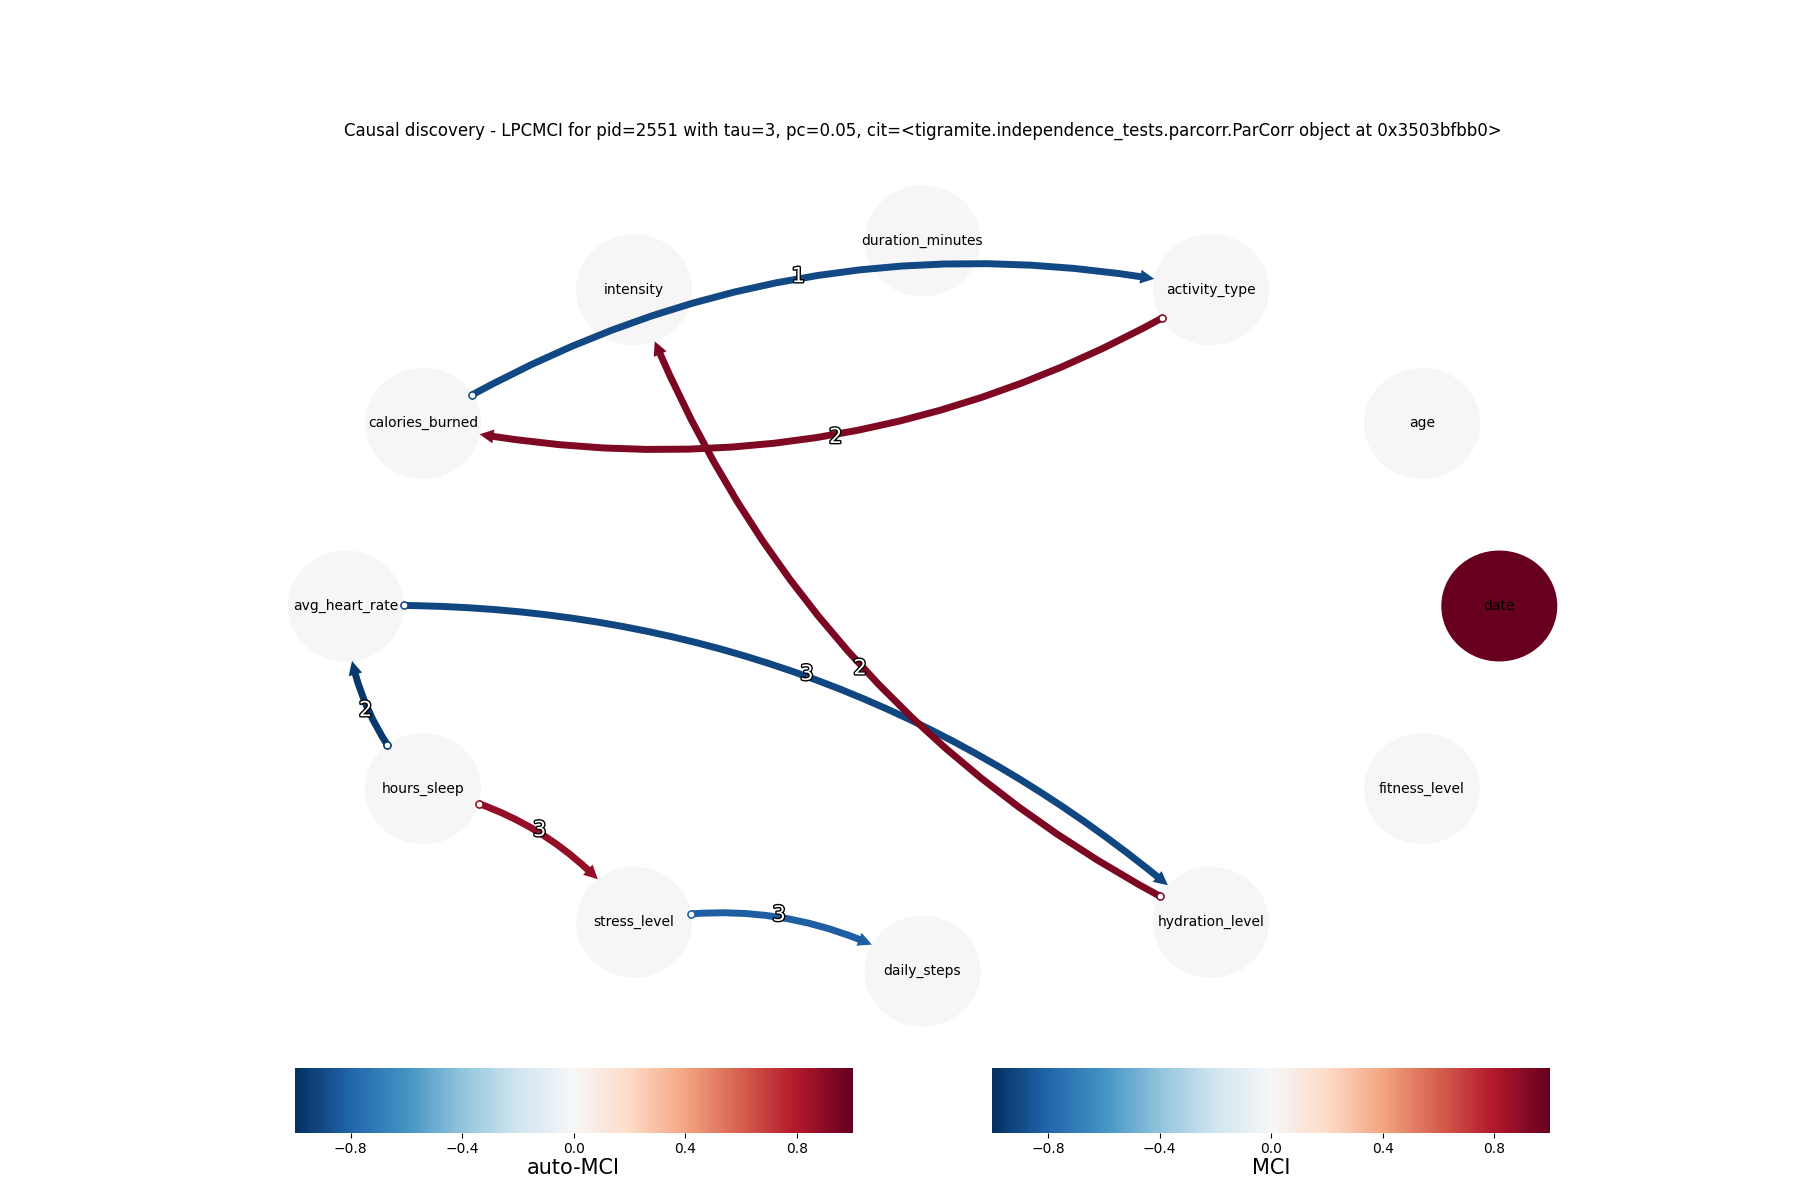 Causal discovery - LPCMCI for pid=2551 with tau=3, pc=0.05, cit=<tigramite.independence_tests.parcorr.ParCorr object at 0x3503bfbb0>
duration_minutes
intensity
activity_type
1
calories_burned
age
2
avg_heart_rate
date
3
2
2
hours_sleep
fitness_level
3
stress_level
3
hydration_level
daily_steps
−0.8 −0.4 0.0 0.4 0.8
auto-MCI
−0.8 −0.4 0.0 0.4 0.8
MCI